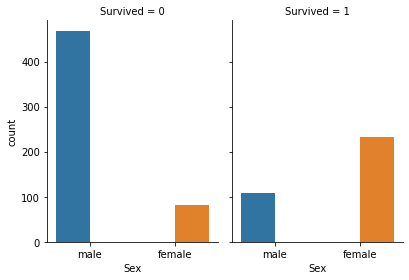 Survived = 0
Survived = 1
count
400
300
200
100
0
male
female
male
female
Sex
Sex